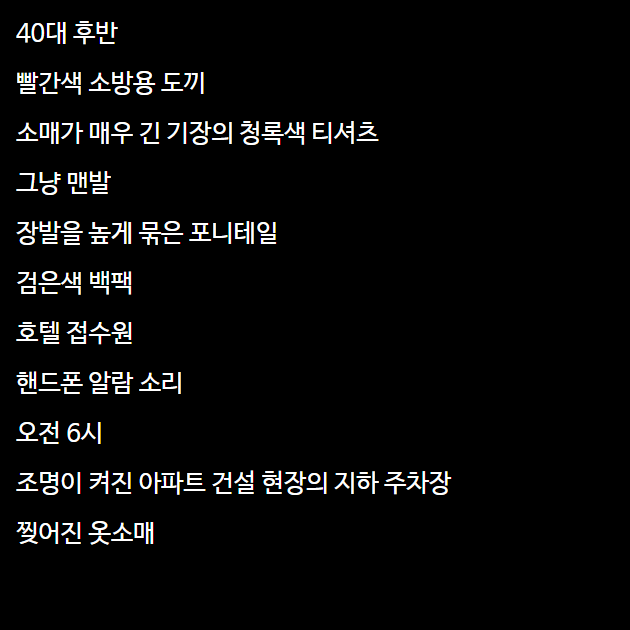 40대 후반
빨간색 소방용 도끼
소매가 매우 긴 기장의 청록색 티셔츠
그냥 맨발
장발을 높게 묶은 포니테일
검은색 백팩
호텔 접수원
핸드폰 알람 소리
오전 6시
조명이 켜진 아파트 건설 현장의 지하 주차장
찢어진 옷소매